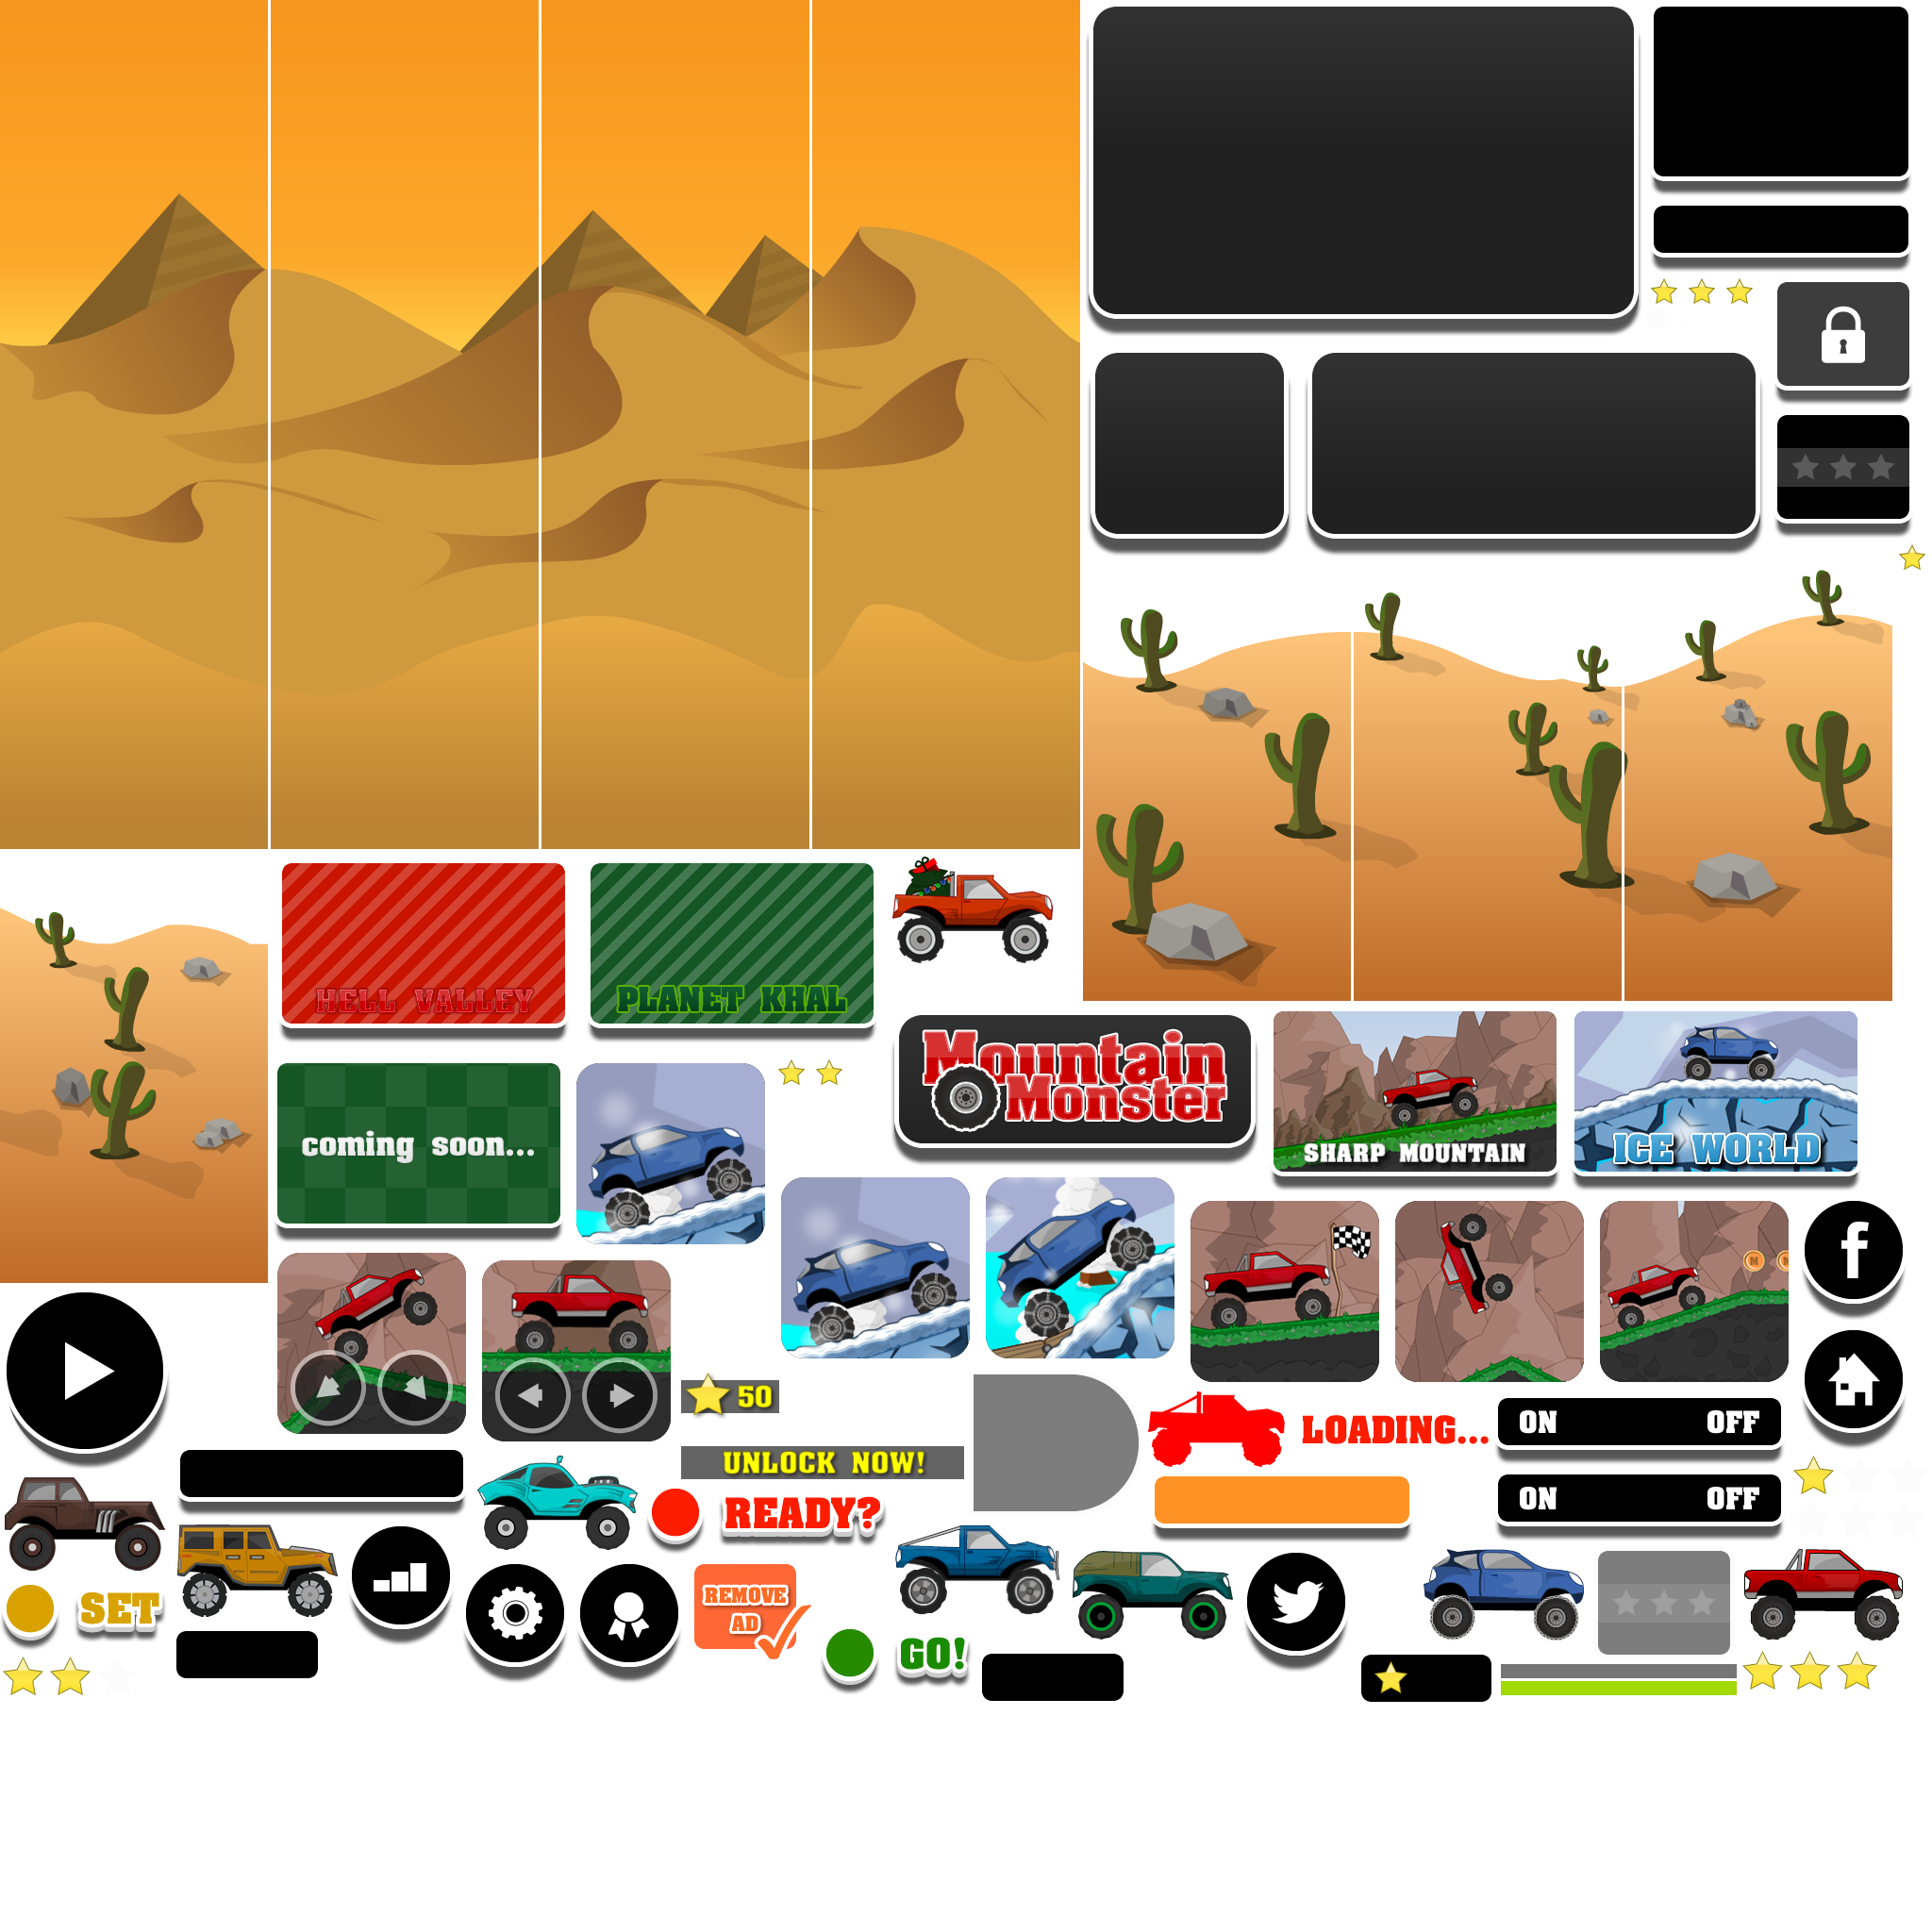 HELL VALLEY
PLANET KHAL
Mountain
Monster
SHARP MOUNTAIN
ICE WORLD
coming soon...
M
M
f
50
LOADING...
ON OFF
UNLOCK NOW!
ON OFF
READY?
SET
REMOVE
AD
GO!